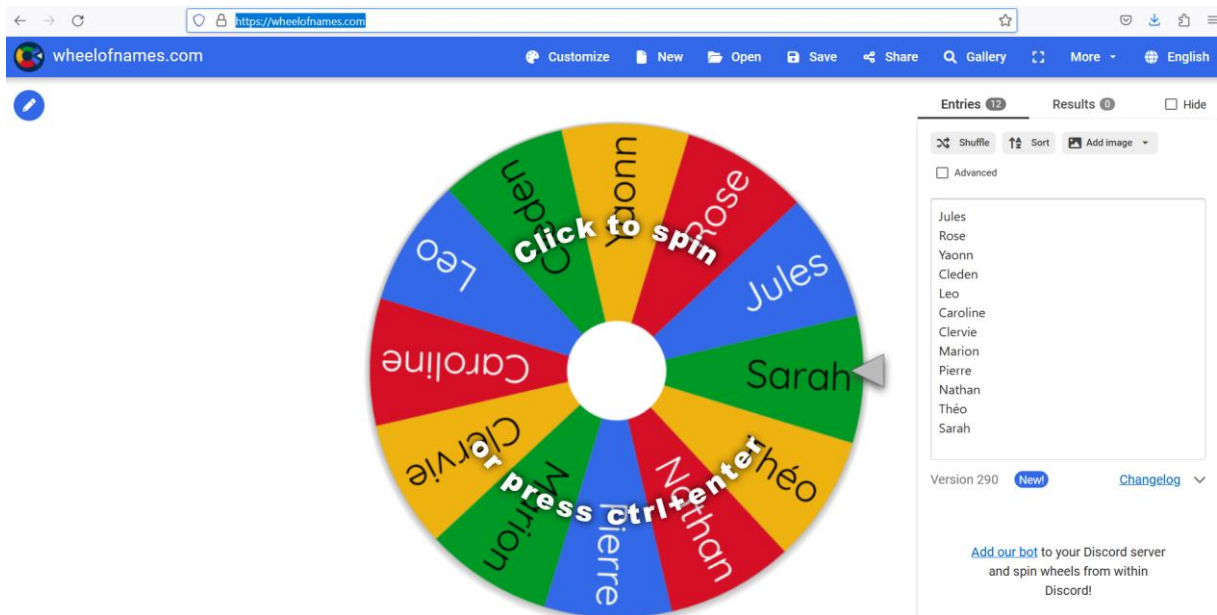 https://wheelofnames.com
wheelofnames.com
Customize New Open Save Share Gallery More English
Entries 12 Results 0 Hide
Shuffle Sort Add image
Advanced
Jules
Rose
Yaonn
Cleden
Leo
Caroline
Clervie
Marion
Pierre
Nathan
Théo
Sarah
Version 290 New! Changelog
Add our bot to your Discord server
and spin wheels from within
Discord!
Click to spin
or press ctrl+enter
Yaonn
Rose
Jules
Sarah
Théo
Nathan
Pierre
Marion
Clervie
Caroline
Leo
Cleden